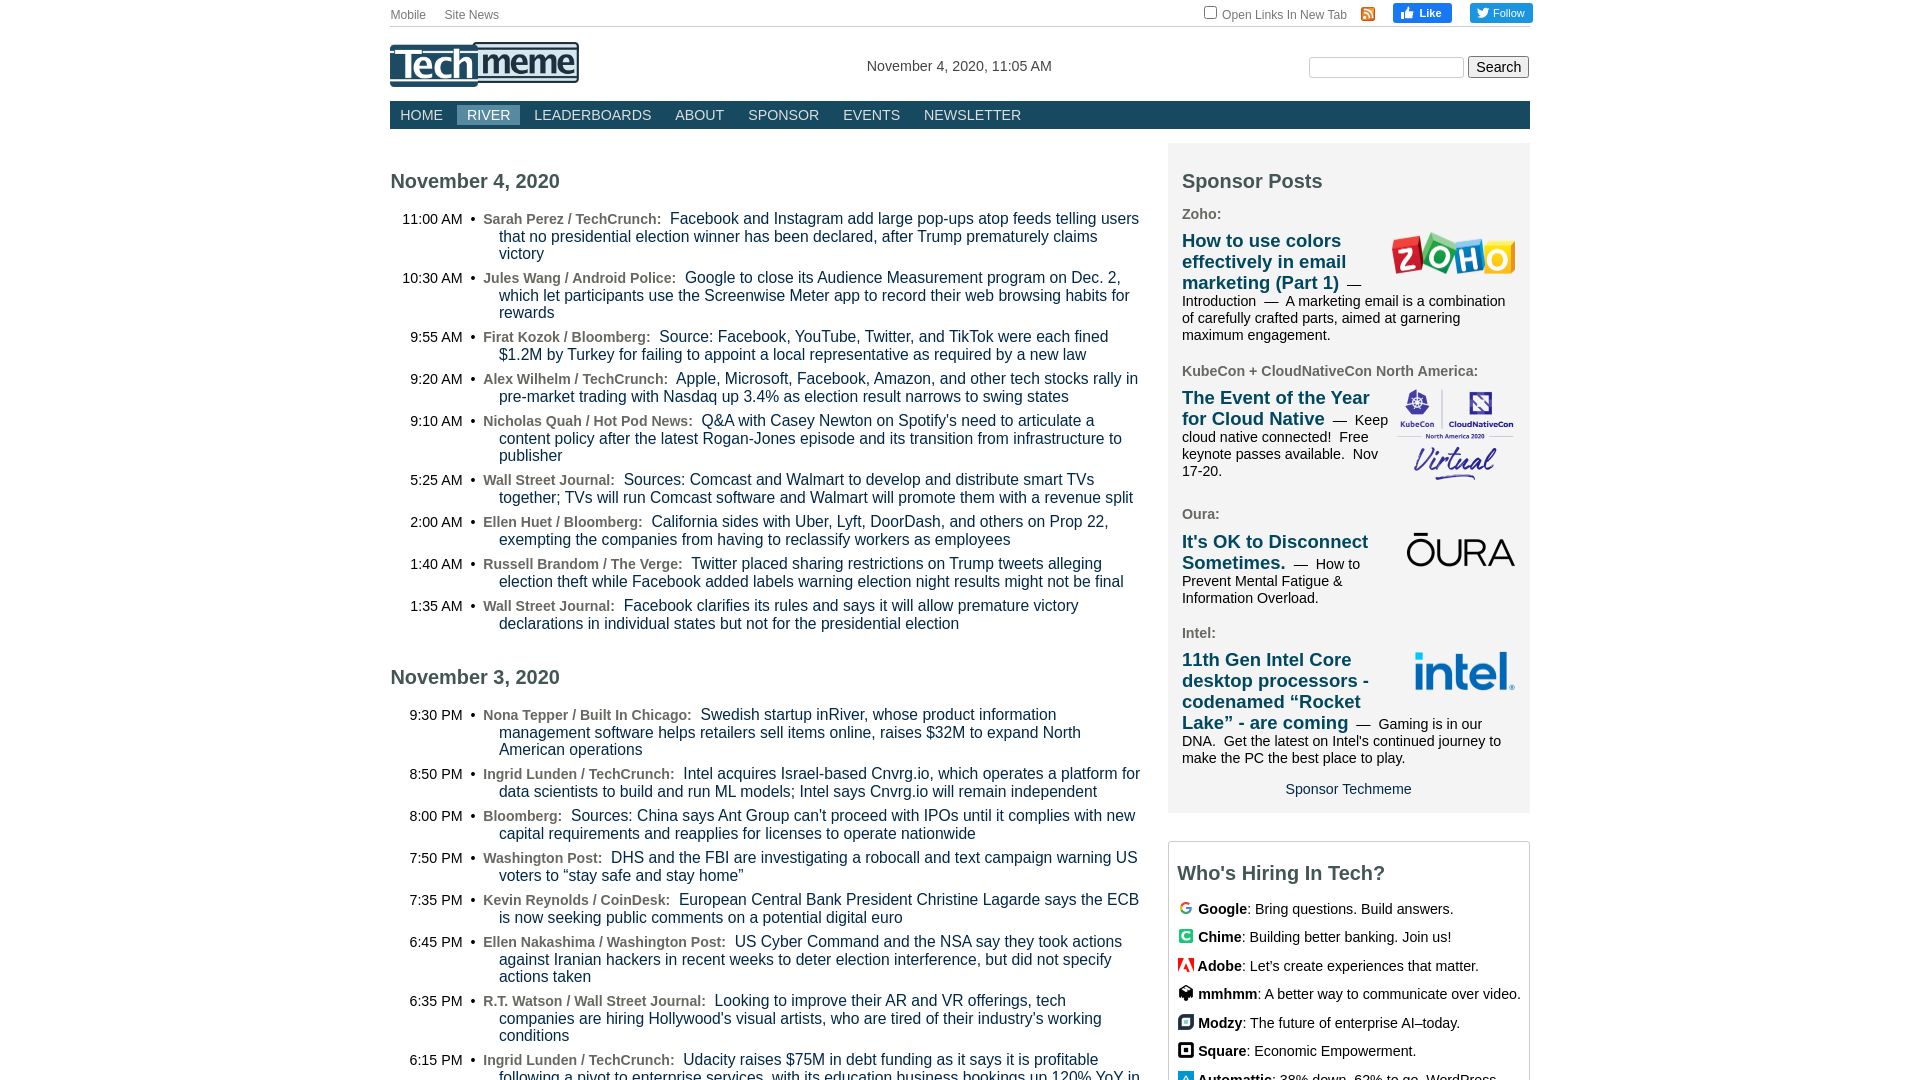 Mobile Site News Open Links In New Tab Like Follow
Techmeme November 4, 2020, 11:05 AM Search
HOME RIVER LEADERBOARDS ABOUT SPONSOR EVENTS NEWSLETTER
November 4, 2020
11:00 AM • Sarah Perez / TechCrunch: Facebook and Instagram add large pop-ups atop feeds telling users
that no presidential election winner has been declared, after Trump prematurely claims
victory
10:30 AM • Jules Wang / Android Police: Google to close its Audience Measurement program on Dec. 2,
which let participants use the Screenwise Meter app to record their web browsing habits for
rewards
9:55 AM • Firat Kozok / Bloomberg: Source: Facebook, YouTube, Twitter, and TikTok were each fined
$1.2M by Turkey for failing to appoint a local representative as required by a new law
9:20 AM • Alex Wilhelm / TechCrunch: Apple, Microsoft, Facebook, Amazon, and other tech stocks rally in
pre-market trading with Nasdaq up 3.4% as election result narrows to swing states
9:10 AM • Nicholas Quah / Hot Pod News: Q&A with Casey Newton on Spotify's need to articulate a
content policy after the latest Rogan-Jones episode and its transition from infrastructure to
publisher
5:25 AM • Wall Street Journal: Sources: Comcast and Walmart to develop and distribute smart TVs
together; TVs will run Comcast software and Walmart will promote them with a revenue split
2:00 AM • Ellen Huet / Bloomberg: California sides with Uber, Lyft, DoorDash, and others on Prop 22,
exempting the companies from having to reclassify workers as employees
1:40 AM • Russell Brandom / The Verge: Twitter placed sharing restrictions on Trump tweets alleging
election theft while Facebook added labels warning election night results might not be final
1:35 AM • Wall Street Journal: Facebook clarifies its rules and says it will allow premature victory
declarations in individual states but not for the presidential election
November 3, 2020
9:30 PM • Nona Tepper / Built In Chicago: Swedish startup inRiver, whose product information
management software helps retailers sell items online, raises $32M to expand North
American operations
8:50 PM • Ingrid Lunden / TechCrunch: Intel acquires Israel-based Cnvrg.io, which operates a platform for
data scientists to build and run ML models; Intel says Cnvrg.io will remain independent
8:00 PM • Bloomberg: Sources: China says Ant Group can't proceed with IPOs until it complies with new
capital requirements and reapplies for licenses to operate nationwide
7:50 PM • Washington Post: DHS and the FBI are investigating a robocall and text campaign warning US
voters to “stay safe and stay home”
7:35 PM • Kevin Reynolds / CoinDesk: European Central Bank President Christine Lagarde says the ECB
is now seeking public comments on a potential digital euro
6:45 PM • Ellen Nakashima / Washington Post: US Cyber Command and the NSA say they took actions
against Iranian hackers in recent weeks to deter election interference, but did not specify
actions taken
6:35 PM • R.T. Watson / Wall Street Journal: Looking to improve their AR and VR offerings, tech
companies are hiring Hollywood's visual artists, who are tired of their industry's working
conditions
6:15 PM • Ingrid Lunden / TechCrunch: Udacity raises $75M in debt funding as it says it is profitable
following a pivot to enterprise services, with its education business bookings up 120% YoY in
Sponsor Posts
Zoho:
How to use colors
effectively in email
marketing (Part 1) —
Introduction — A marketing email is a combination
of carefully crafted parts, aimed at garnering
maximum engagement.
ZOHO
KubeCon + CloudNativeCon North America:
The Event of the Year
for Cloud Native — Keep
cloud native connected! Free
keynote passes available. Nov
17-20.
KubeCon CloudNativeCon
North America 2020
Virtual
Oura:
It's OK to Disconnect
Sometimes. — How to
Prevent Mental Fatigue &
Information Overload.
ŌURA
Intel:
11th Gen Intel Core
desktop processors -
codenamed “Rocket
Lake” - are coming — Gaming is in our
DNA. Get the latest on Intel's continued journey to
make the PC the best place to play.
intel®
Sponsor Techmeme
Who's Hiring In Tech?
Google: Bring questions. Build answers.
Chime: Building better banking. Join us!
Adobe: Let’s create experiences that matter.
mmhmm: A better way to communicate over video.
Modzy: The future of enterprise AI–today.
Square: Economic Empowerment.
Automattic: 38% down, 62% to go. WordPress